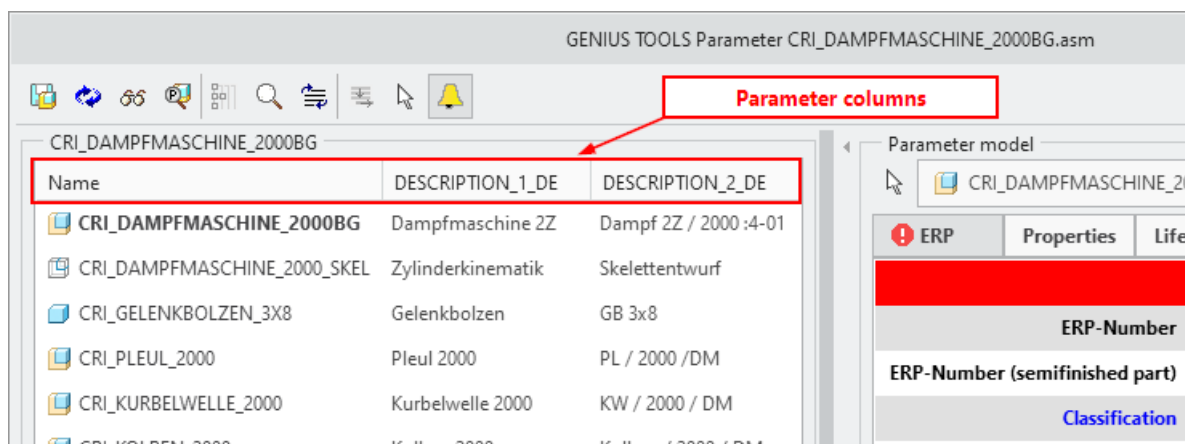 GENIUS TOOLS Parameter CRI_DAMPFMASCHINE_2000BG.asm
Parameter columns
CRI_DAMPFMASCHINE_2000BG
Name DESCRIPTION_1_DE DESCRIPTION_2_DE
CRI_DAMPFMASCHINE_2000BG Dampfmaschine 2Z Dampf 2Z / 2000 :4-01
CRI_DAMPFMASCHINE_2000_SKEL Zylinderkinematik Skelettentwurf
CRI_GELENKBOLZEN_3X8 Gelenkbolzen GB 3x8
CRI_PLEUL_2000 Pleul 2000 PL / 2000 /DM
CRI_KURBELWELLE_2000 Kurbelwelle 2000 KW / 2000 / DM
Parameter model
CRI_DAMPFMASCHINE_20
ERP Properties Life
ERP-Number
ERP-Number (semifinished part)
Classification